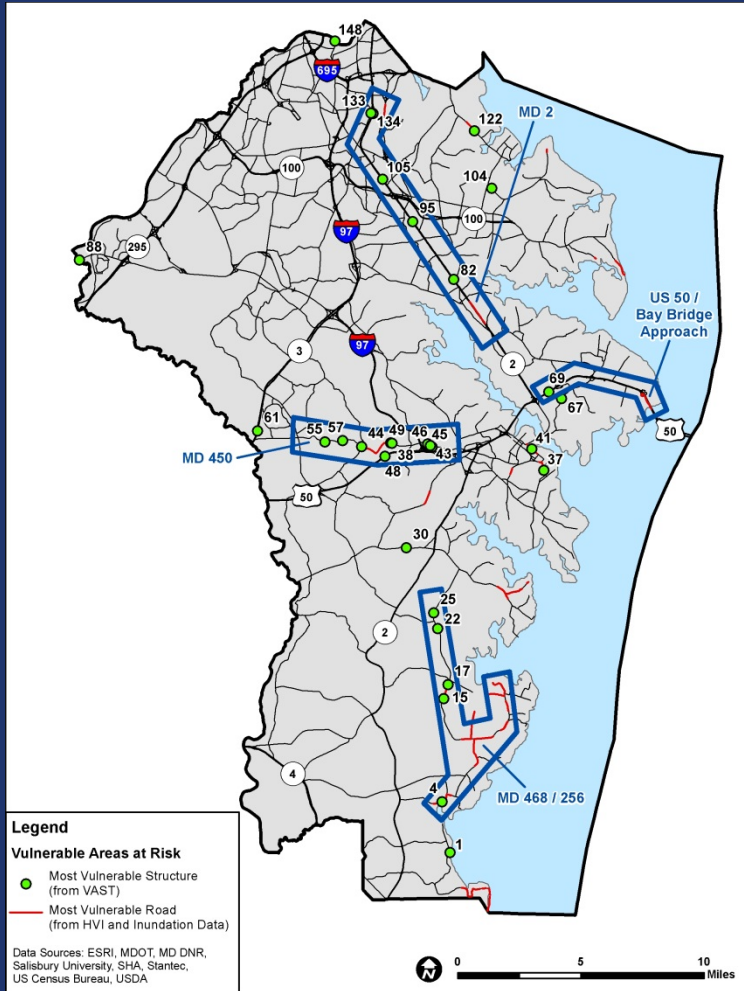 148
695
133
134
122
MD 2
105
104
100
95
100
97
88
295
82
US 50 /
Bay Bridge
Approach
3
97
2
69
67
50
61
55
57
44
49
46
45
41
MD 450
48
38
43
37
50
30
25
2
22
17
15
4
4
MD 468 / 256
1
Legend
Vulnerable Areas at Risk
Most Vulnerable Structure
(from VAST)
Most Vulnerable Road
(from HVI and Inundation Data)
Data Sources: ESRI, MDOT, MD DNR,
Salisbury University, SHA, Stantec,
US Census Bureau, USDA
N
0 5 10
Miles